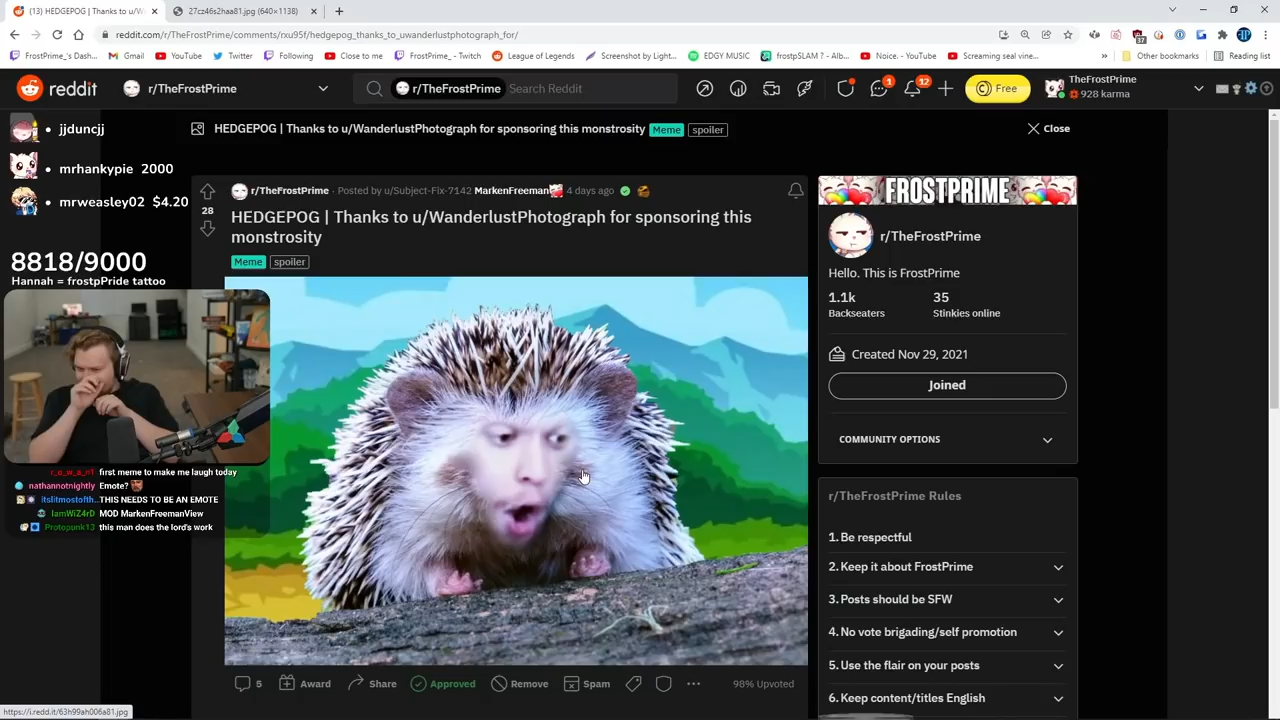 (13) HEDGEPOG | Thanks to u/W
27cz46s2haa81.jpg (640×1138)
reddit.com/r/TheFrostPrime/comments/rxu95f/hedgepog_thanks_to_uwanderlustphotograph_for/
FrostPrime_'s Dash...
Gmail
YouTube
Twitter
Following
Close to me
FrostPrime_ - Twitch
League of Legends
Screenshot by Light...
EDGY MUSIC
frostpSLAM ? - Alb...
Noice. - YouTube
Screaming seal vine...
»
Other bookmarks
Reading list
reddit
r/TheFrostPrime
r/TheFrostPrime Search Reddit
1
12
Free
TheFrostPrime
928 karma
jjduncjj
mrhankypie 2000
mrweasley02 $4.20
8818/9000
Hannah = frostpPride tattoo
r_o_w_a_n1 first meme to make me laugh today
nathannotnightly Emote?
itslitmostofth.. THIS NEEDS TO BE AN EMOTE
IamWiZ4rD MOD MarkenFreemanView
Protopunk13 this man does the lord's work
HEDGEPOG | Thanks to u/WanderlustPhotograph for sponsoring this monstrosity Meme spoiler
Close
28
r/TheFrostPrime · Posted by u/Subject-Fix-7142 MarkenFreeman 4 days ago
HEDGEPOG | Thanks to u/WanderlustPhotograph for sponsoring this
monstrosity
Meme spoiler
5 Award Share Approved Remove Spam ... 98% Upvoted
FROSTPRIME
r/TheFrostPrime
Hello. This is FrostPrime
1.1k 35
Backseaters Stinkies online
Created Nov 29, 2021
Joined
COMMUNITY OPTIONS
r/TheFrostPrime Rules
1. Be respectful
2. Keep it about FrostPrime
3. Posts should be SFW
4. No vote brigading/self promotion
5. Use the flair on your posts
6. Keep content/titles English
https://i.redd.it/63h99ah006a81.jpg